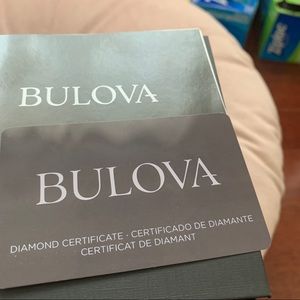 BULOVA
BULOVA
DIAMOND CERTIFICATE · CERTIFICADO DE DIAMANTE
CERTIFICAT DE DIAMANT